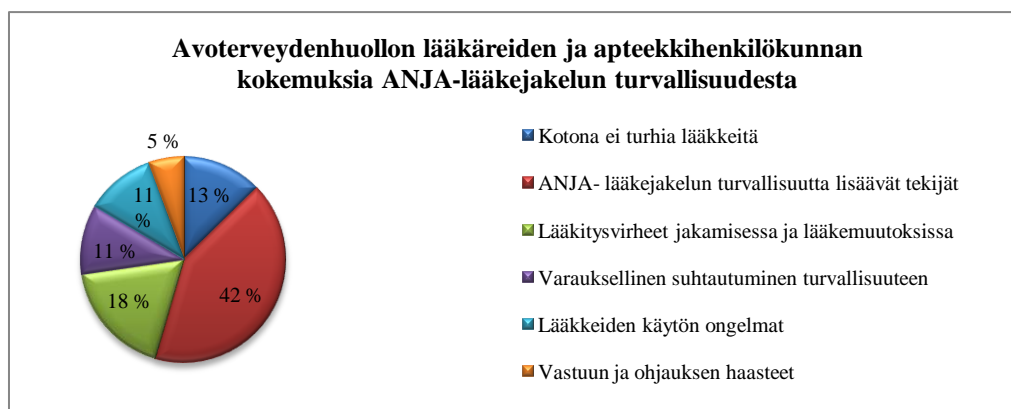 Avoterveydenhuollon lääkäreiden ja apteekkihenkilökunnan
kokemuksia ANJA-lääkejakelun turvallisuudesta
5 %
13 %
11
%
11 %
18 %
42 %
Kotona ei turhia lääkkeitä
ANJA- lääkejakelun turvallisuutta lisäävät tekijät
Lääkitysvirheet jakamisessa ja lääkemuutoksissa
Varauksellinen suhtautuminen turvallisuuteen
Lääkkeiden käytön ongelmat
Vastuun ja ohjauksen haasteet